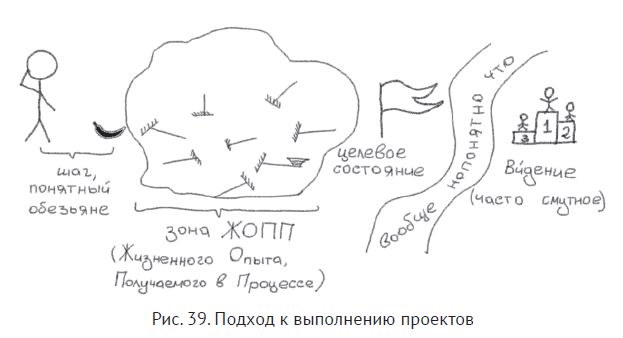 шаг,
понятный
обезьяне
зона ЖОПП
(Жизненного Опыта,
Получаемого в Процессе)
целевое
состояние
вообще непонятно что
3 1 2
Ви́дение
(часто смутное)
Рис. 39. Подход к выполнению проектов